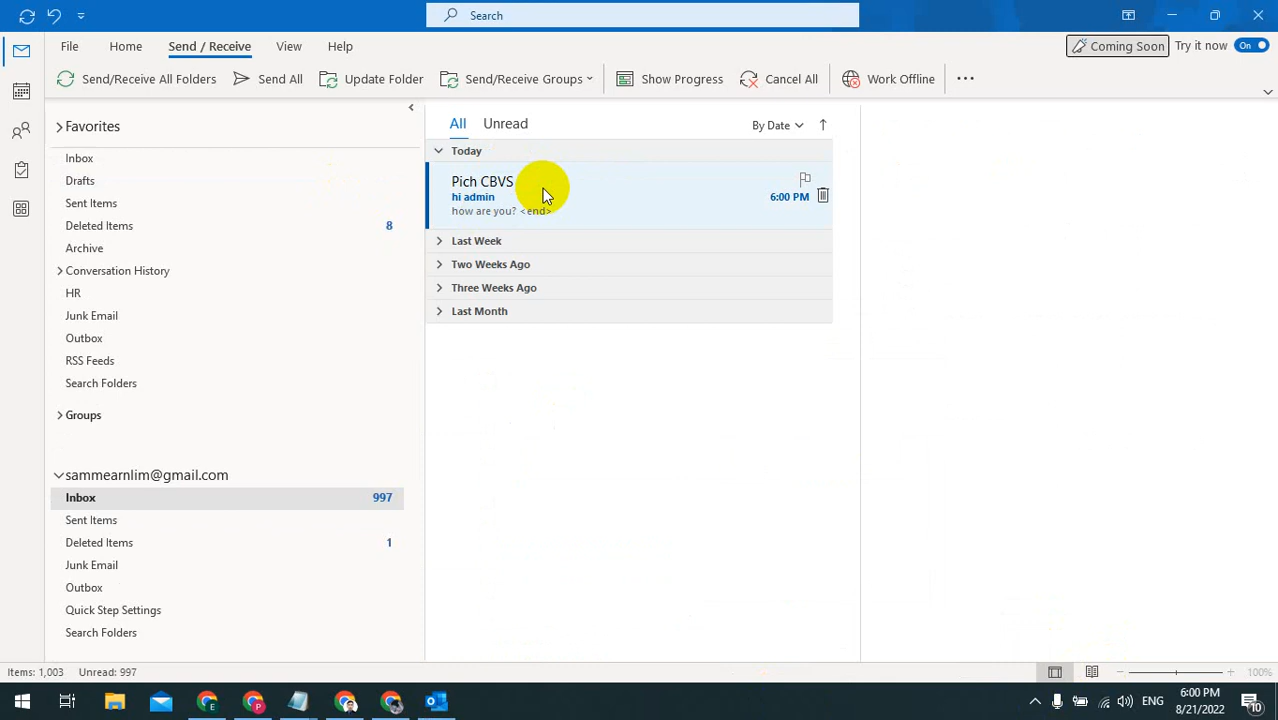 Search
File Home Send / Receive View Help
Coming Soon Try it now On
Send/Receive All Folders Send All Update Folder Send/Receive Groups Show Progress Cancel All Work Offline ...
Favorites
Inbox
Drafts
Sent Items
Deleted Items 8
Archive
Conversation History
HR
Junk Email
Outbox
RSS Feeds
Search Folders
Groups
sammearnlim@gmail.com
Inbox 997
Sent Items
Deleted Items 1
Junk Email
Outbox
Quick Step Settings
Search Folders
All Unread By Date
Today
Pich CBVS
hi admin 6:00 PM
how are you? <end>
Last Week
Two Weeks Ago
Three Weeks Ago
Last Month
Items: 1,003 Unread: 997 100%
E P ENG 6:00 PM
8/21/2022 10